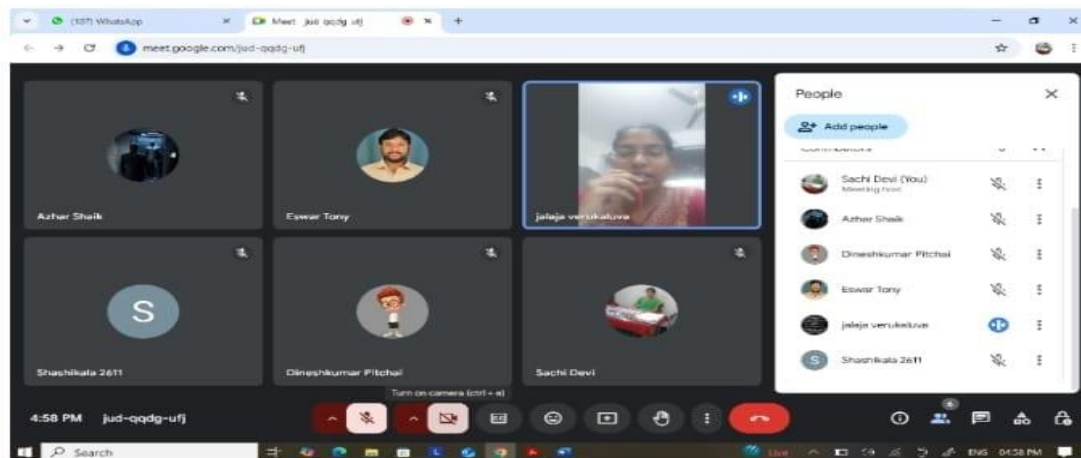 (107) WhatsApp
Meet jud qqdg ufj
meet.google.com/jud-qqdg-ufj
Azhar Shaik
Eswar Tony
jalaja verukaluva
S
Shashikala 2611
Dineshkumar Pitchai
Sachi Devi
Turn on camera (ctrl + e)
People
Add people
Contributors
Sachi Devi (You)
Meeting host
Azhar Shaik
Dineshkumar Pitchai
Eswar Tony
jalaja verukaluva
S
Shashikala 2611
4:58 PM jud-qqdg-ufj
6
Search
Live
ENG 04:58 PM